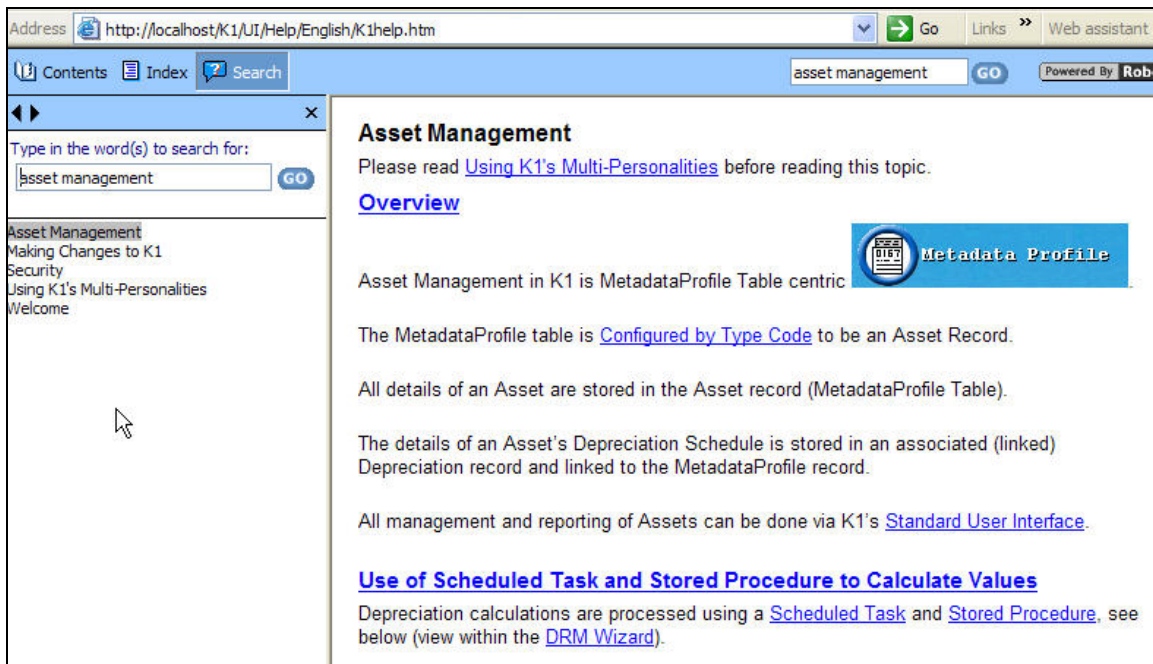 Address http://localhost/K1/UI/Help/English/K1help.htm Go Links » Web assistant
Contents Index Search asset management GO Powered By Rob
Type in the word(s) to search for:
asset management GO
Asset Management
Making Changes to K1
Security
Using K1's Multi-Personalities
Welcome
Asset Management
Please read Using K1's Multi-Personalities before reading this topic.
Overview
Asset Management in K1 is MetadataProfile Table centric Metadata Profile .
The MetadataProfile table is Configured by Type Code to be an Asset Record.
All details of an Asset are stored in the Asset record (MetadataProfile Table).
The details of an Asset's Depreciation Schedule is stored in an associated (linked)
Depreciation record and linked to the MetadataProfile record.
All management and reporting of Assets can be done via K1's Standard User Interface.
Use of Scheduled Task and Stored Procedure to Calculate Values
Depreciation calculations are processed using a Scheduled Task and Stored Procedure, see
below (view within the DRM Wizard).